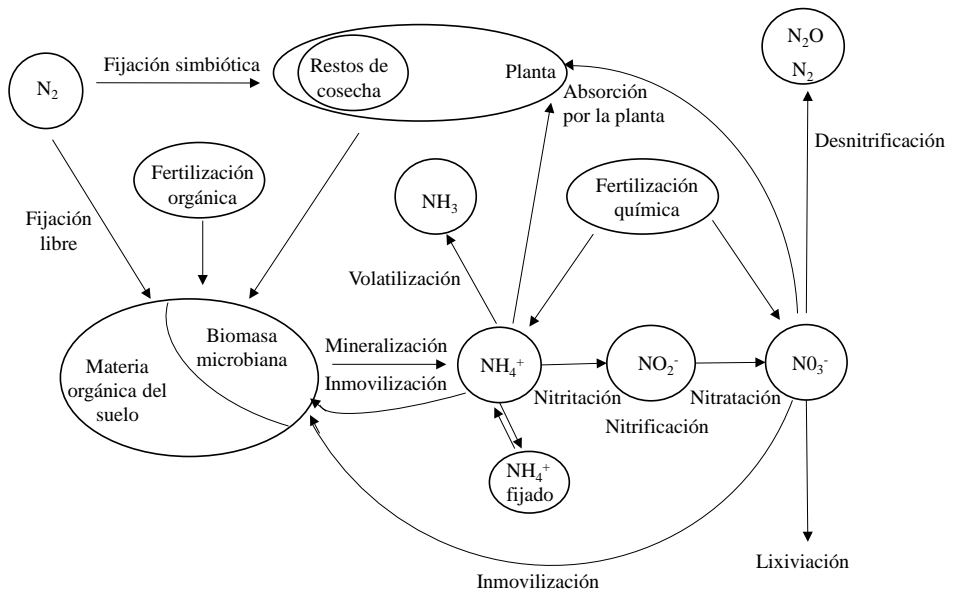 N₂O
N₂
Fijación simbiótica
Restos de
cosecha
Planta
N₂
Absorción
por la planta
Desnitrificación
Fertilización
orgánica
NH₃
Fertilización
química
Fijación
libre
Volatilización
Biomasa
microbiana
Mineralización
Materia
orgánica del
suelo
NH₄⁺
NO₂⁻
N0₃⁻
Inmovilización
Nitritación
Nitratación
Nitrificación
NH₄⁺
fijado
Lixiviación
Inmovilización